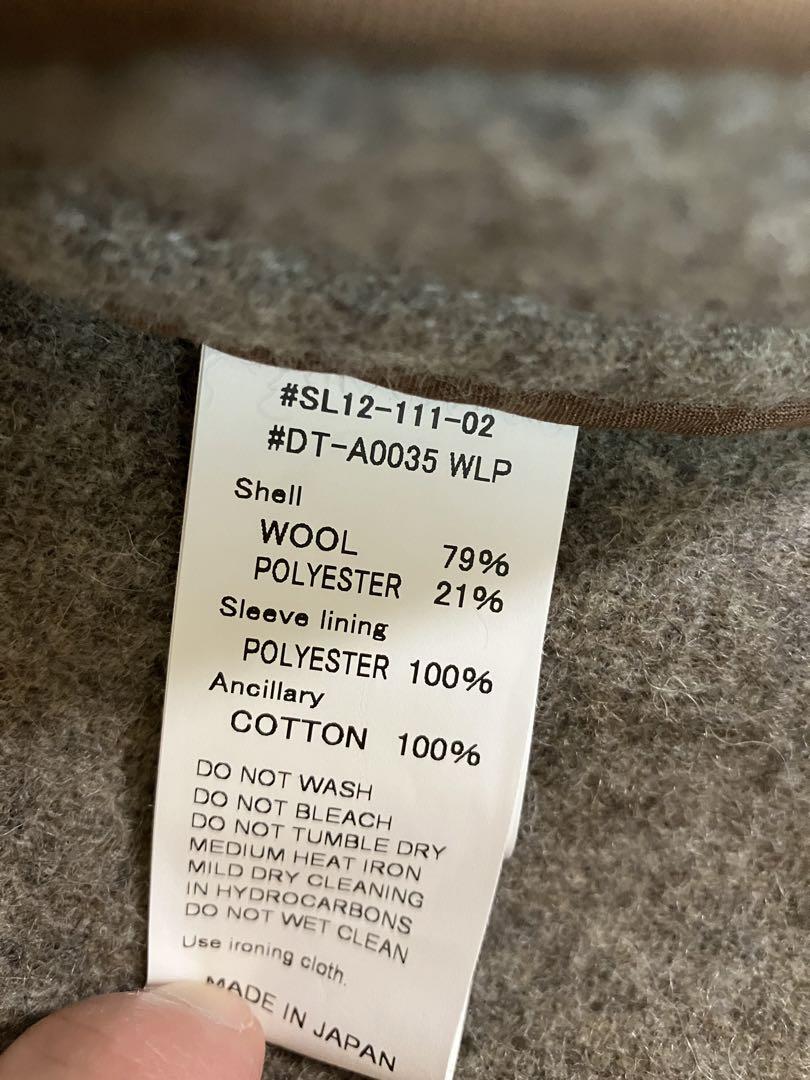 #SL12-111-02
#DT-A0035 WLP
Shell
WOOL 79%
POLYESTER 21%
Sleeve lining
POLYESTER 100%
Ancillary
COTTON 100%
DO NOT WASH
DO NOT BLEACH
DO NOT TUMBLE DRY
MEDIUM HEAT IRON
MILD DRY CLEANING
IN HYDROCARBONS
DO NOT WET CLEAN
Use ironing cloth.
MADE IN JAPAN